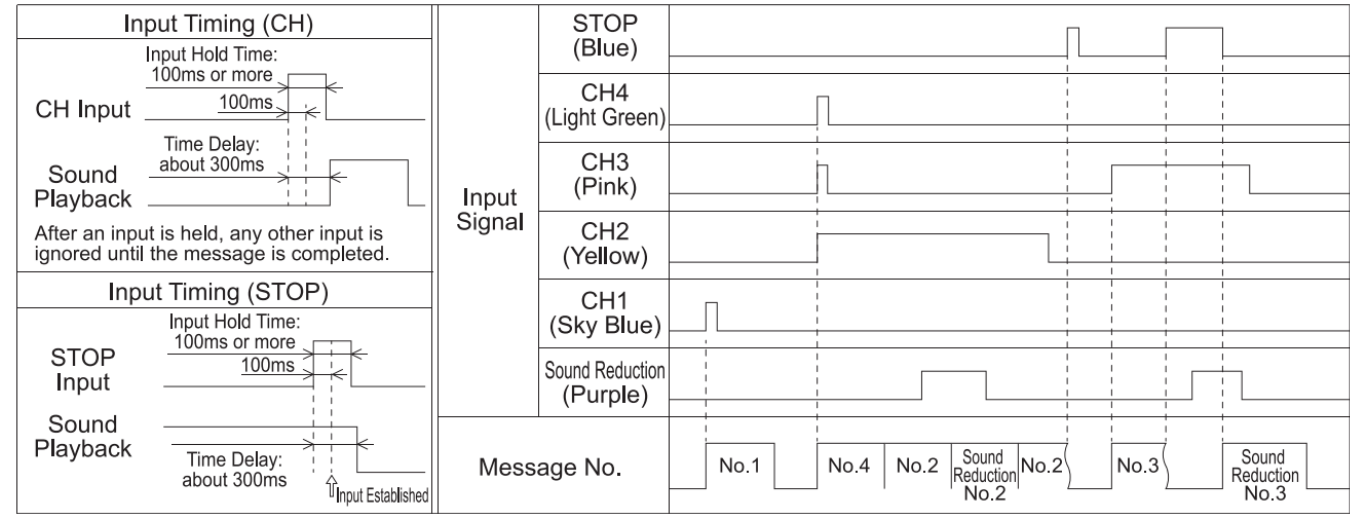 Input Timing (CH)
Input Hold Time:
100ms or more
100ms
CH Input
Time Delay:
about 300ms
Sound
Playback
After an input is held, any other input is
ignored until the message is completed.
Input Timing (STOP)
Input Hold Time:
100ms or more
100ms
STOP
Input
Sound
Playback
Time Delay:
about 300ms
Input Established
Input
Signal
STOP
(Blue)
CH4
(Light Green)
CH3
(Pink)
CH2
(Yellow)
CH1
(Sky Blue)
Sound Reduction
(Purple)
Message No.
No.1
No.4
No.2
Sound
Reduction
No.2
No.2
No.3
Sound
Reduction
No.3